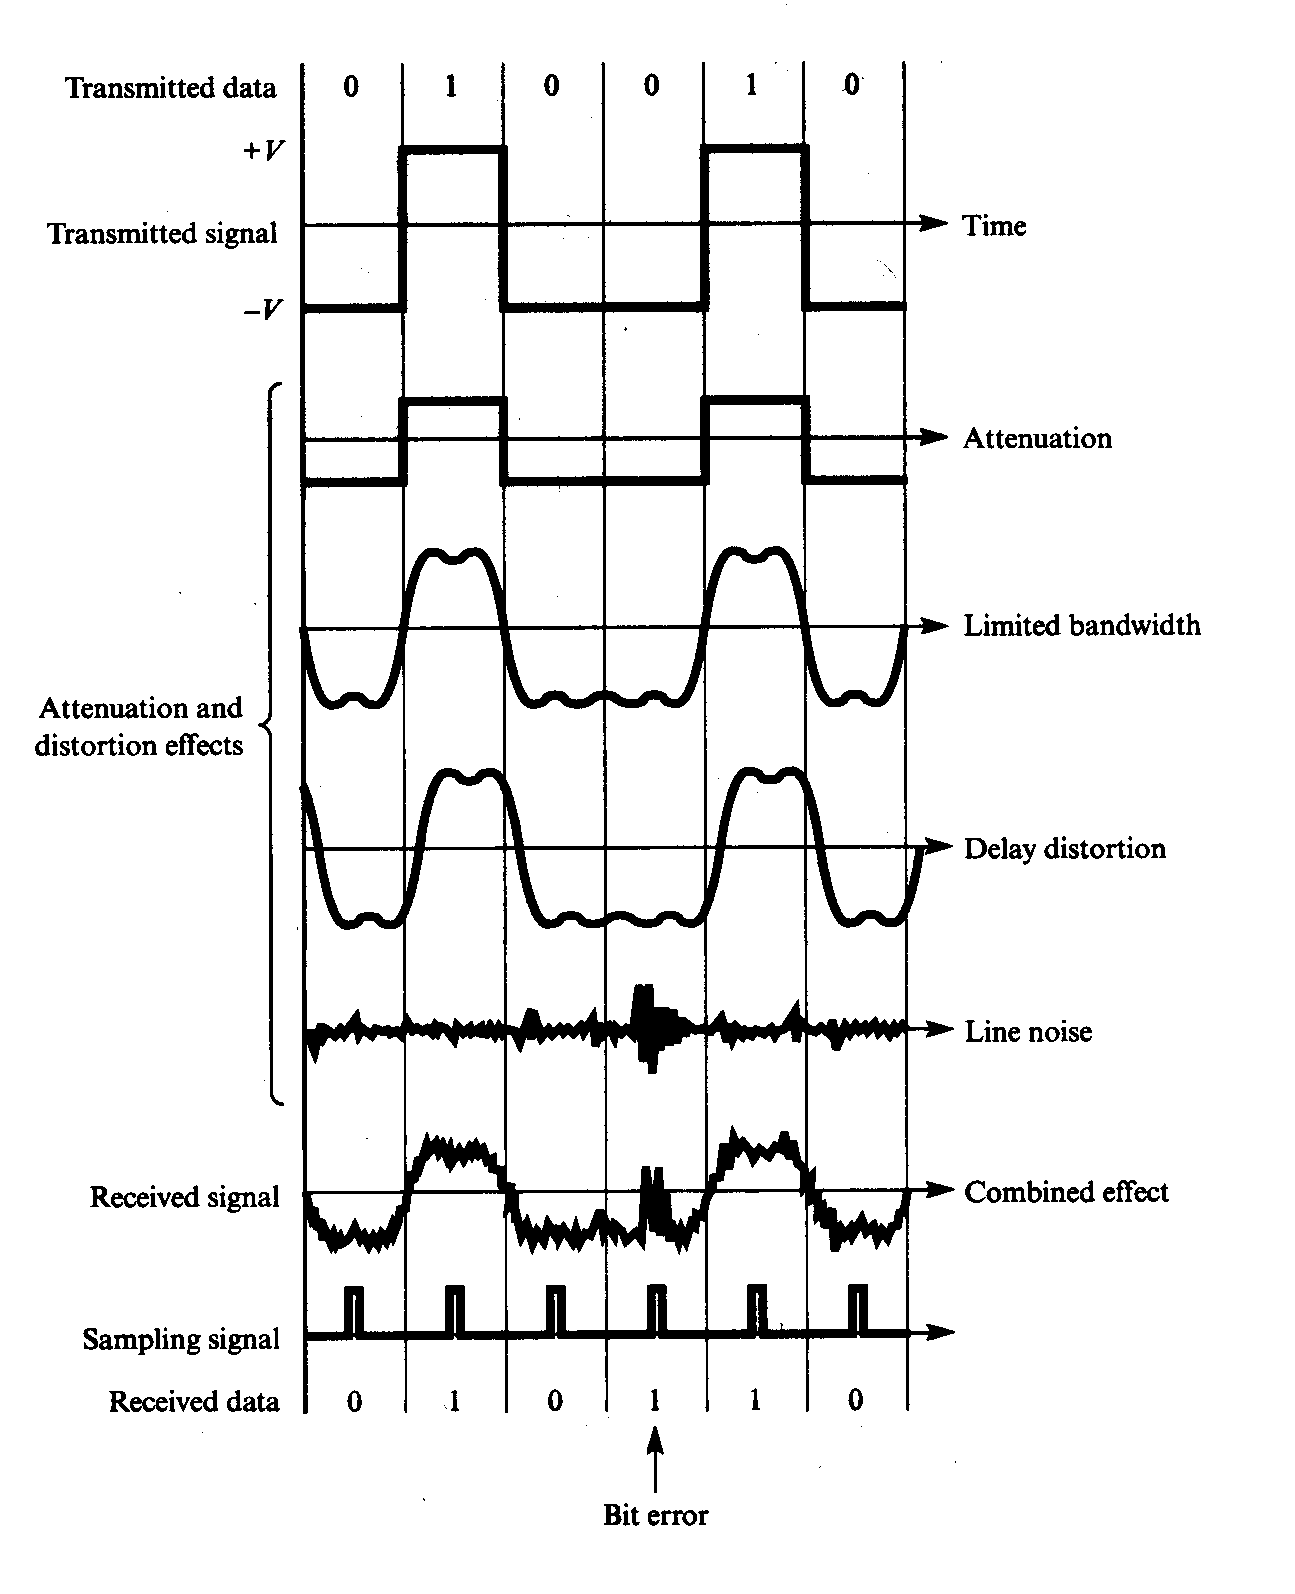 Transmitted data 0 1 0 0 1 0
+V
Transmitted signal
Time
−V
Attenuation
Limited bandwidth
Attenuation and
distortion effects
Delay distortion
Line noise
Received signal
Combined effect
Sampling signal
Received data 0 1 0 1 1 0
Bit error